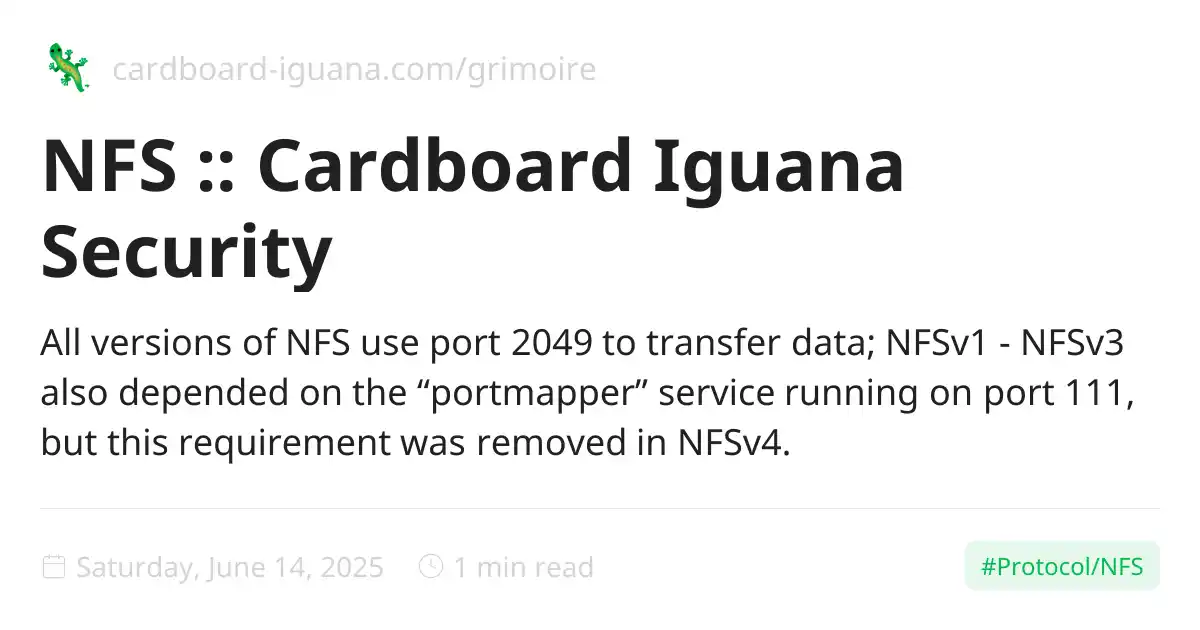 cardboard-iguana.com/grimoire
NFS :: Cardboard Iguana
Security
All versions of NFS use port 2049 to transfer data; NFSv1 - NFSv3
also depended on the “portmapper” service running on port 111,
but this requirement was removed in NFSv4.
Saturday, June 14, 2025 1 min read #Protocol/NFS